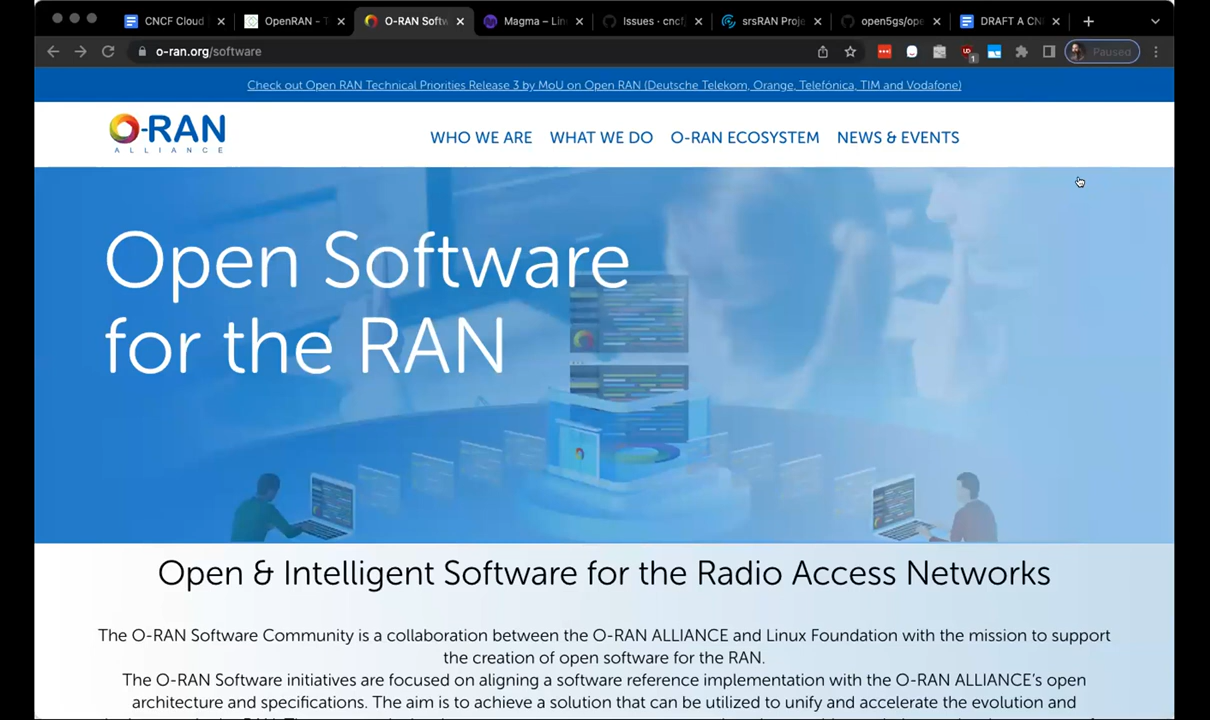 CNCF Cloud
OpenRAN - T
O-RAN Softw
Magma – Lin
Issues · cncf
srsRAN Proje
open5gs/ope
DRAFT A CN
o-ran.org/software
Paused
Check out Open RAN Technical Priorities Release 3 by MoU on Open RAN (Deutsche Telekom, Orange, Telefónica, TIM and Vodafone)
O-RAN
ALLIANCE
WHO WE ARE
WHAT WE DO
O-RAN ECOSYSTEM
NEWS & EVENTS
Open Software
for the RAN
Open & Intelligent Software for the Radio Access Networks
The O-RAN Software Community is a collaboration between the O-RAN ALLIANCE and Linux Foundation with the mission to support
the creation of open software for the RAN.
The O-RAN Software initiatives are focused on aligning a software reference implementation with the O-RAN ALLIANCE's open
architecture and specifications. The aim is to achieve a solution that can be utilized to unify and accelerate the evolution and